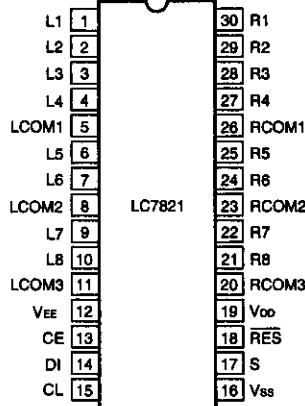 L1 1 30 R1
L2 2 29 R2
L3 3 28 R3
L4 4 27 R4
LCOM1 5 26 RCOM1
L5 6 25 R5
L6 7 24 R6
LCOM2 8 LC7821 23 RCOM2
L7 9 22 R7
L8 10 21 R8
LCOM3 11 20 RCOM3
VEE 12 19 VDD
CE 13 18 RES
DI 14 17 S
CL 15 16 VSS